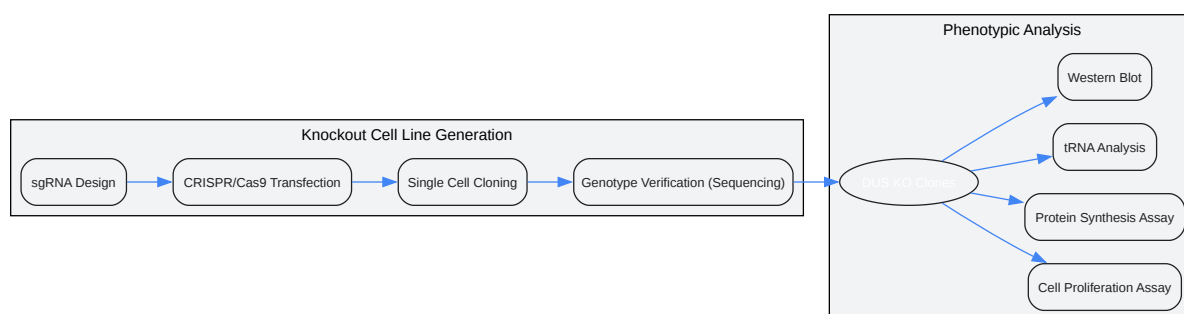 Phenotypic Analysis
Western Blot
Knockout Cell Line Generation
tRNA Analysis
sgRNA Design
CRISPR/Cas9 Transfection
Single Cell Cloning
Genotype Verification (Sequencing)
DUS KO Clones
Protein Synthesis Assay
Cell Proliferation Assay